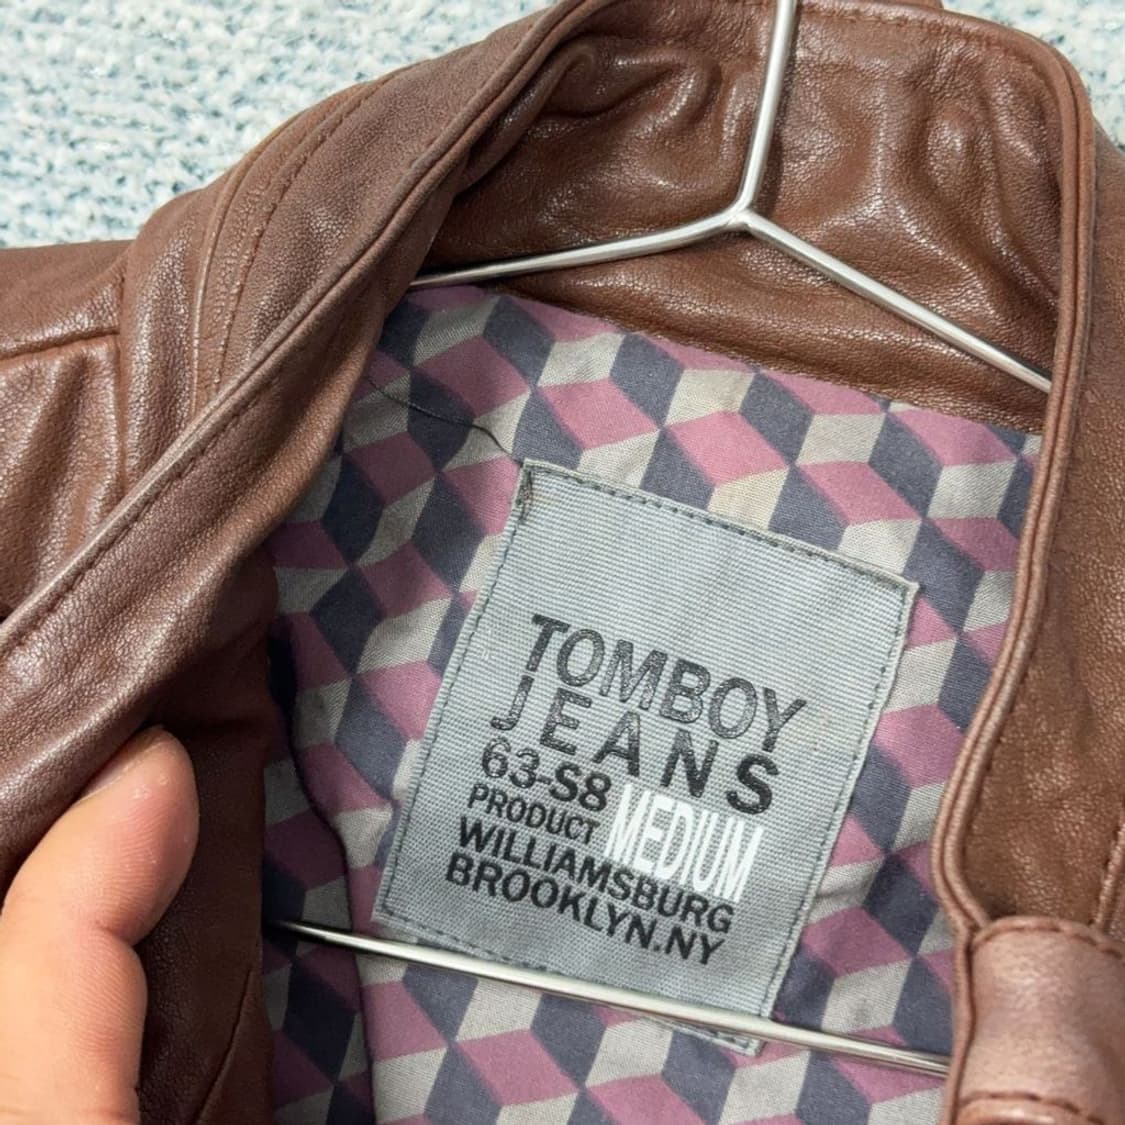 TOMBOY
JEANS
63-S8
PRODUCT MEDIUM
WILLIAMSBURG
BROOKLYN.NY